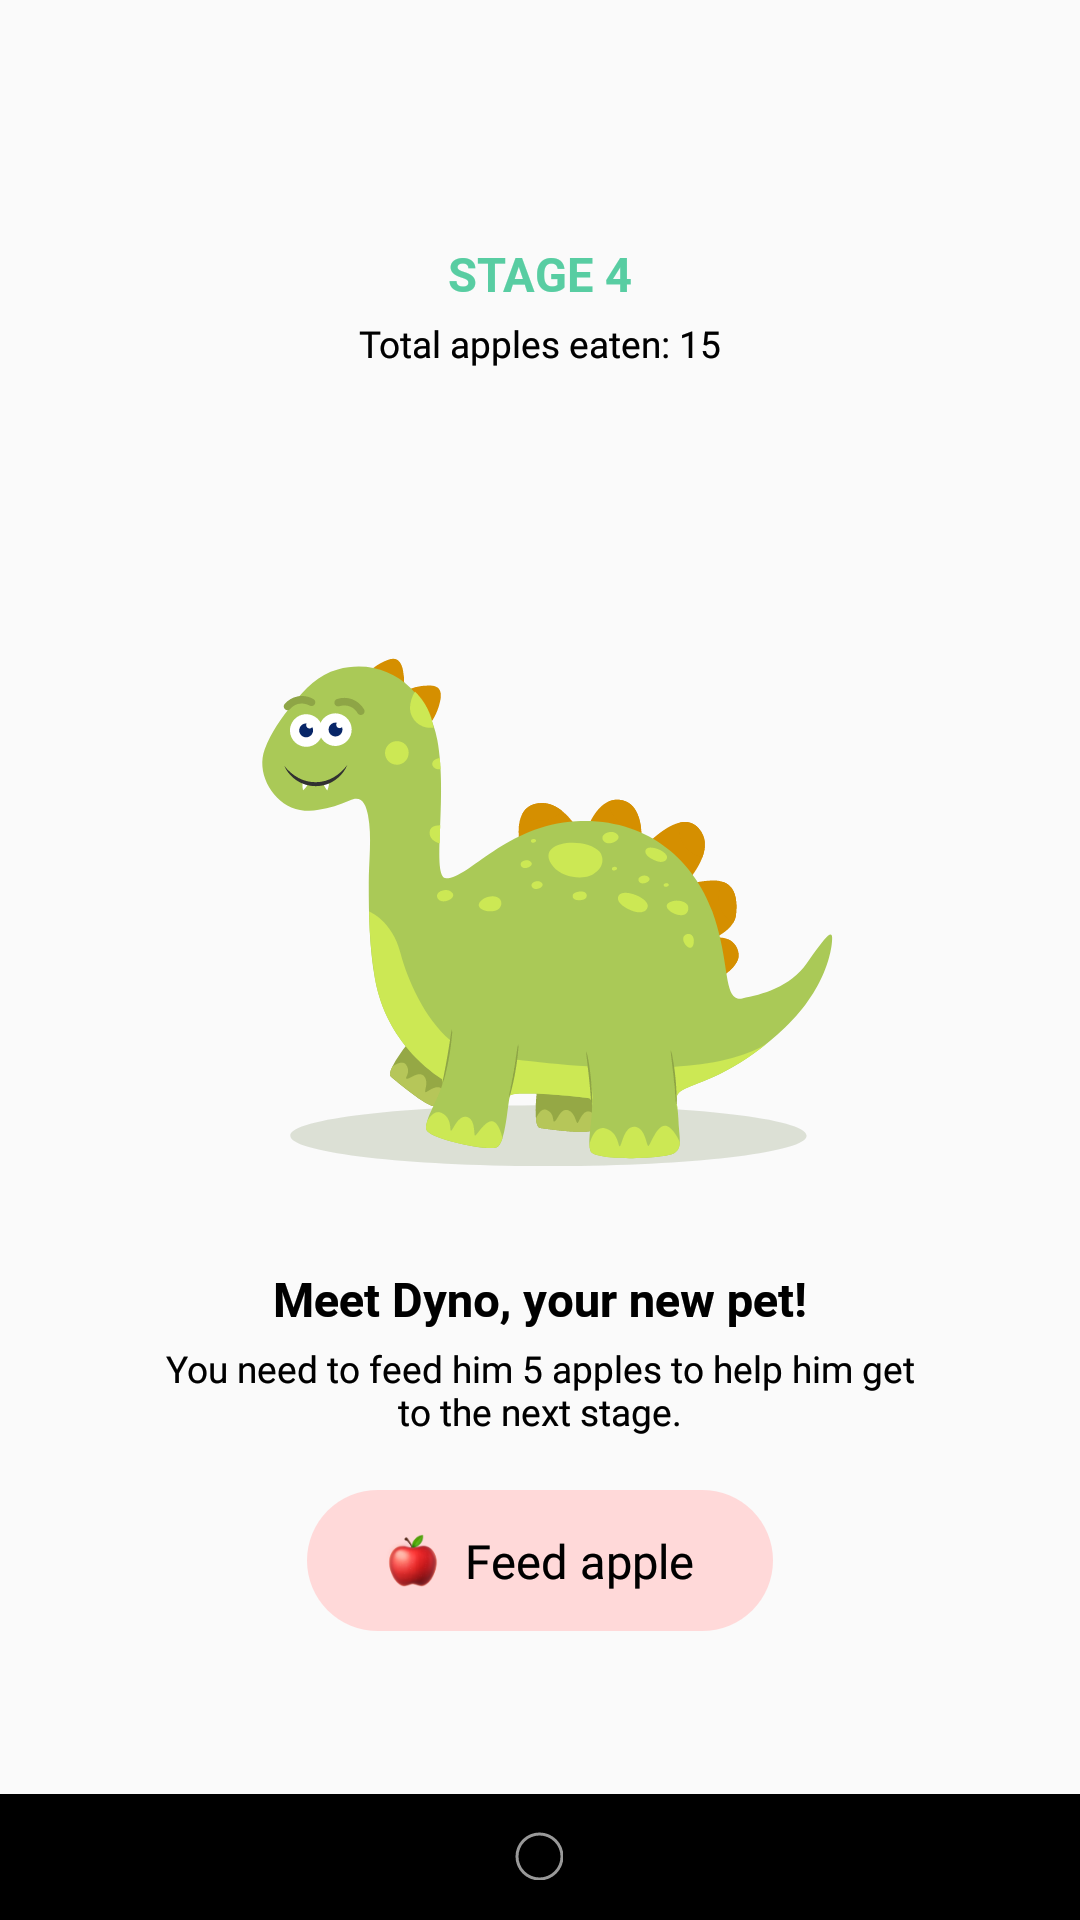 STAGE 4
Total apples eaten: 15
Meet Dyno, your new pet!
You need to feed him 5 apples to help him get
to the next stage.
Feed apple